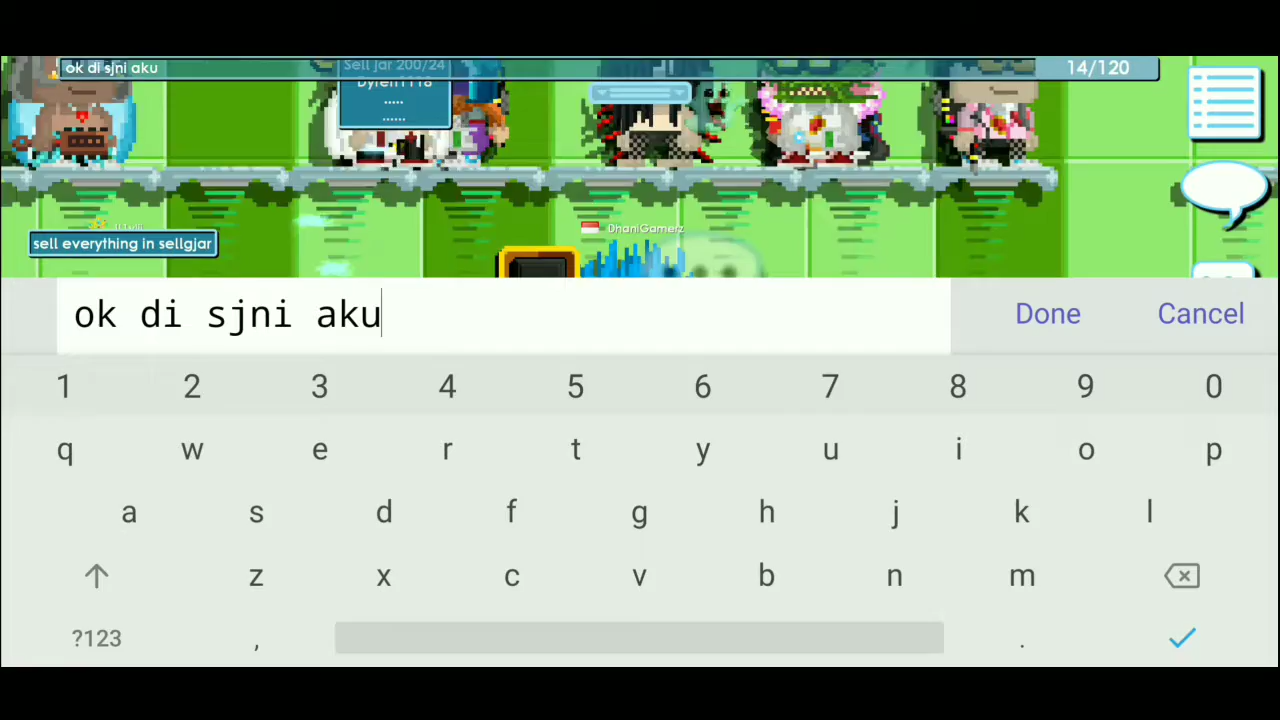 ok di sjni aku
14/120
Sell jar 200/24
.....
......
sell everything in sellgjar
DhaniGamerz
ok di sjni aku
Done
Cancel
1 2 3 4 5 6 7 8 9 0
q w e r t y u i o p
a s d f g h j k l
z x c v b n m
?123 , .